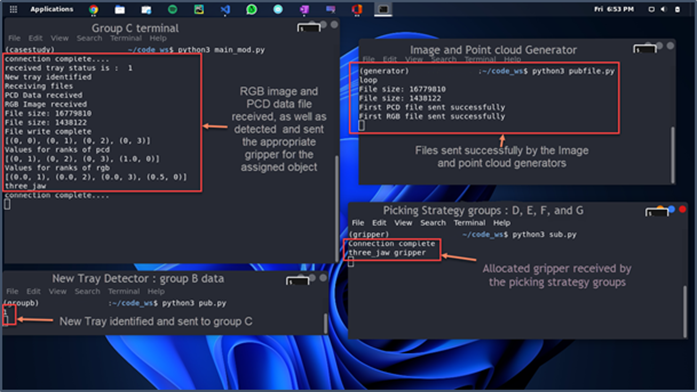 Applications
Fri 6:53 PM
Group C terminal
File Edit View Search Terminal Help
(casestudy) ~/code_ws$ python3 main_mod.py
connection complete....
received tray status is : 1
New tray identified
Receiving files
PCD Data received
RGB Image received
File size: 16779810
File size: 1438122
File write complete
[(0, 0), (0, 1), (0, 2), (0, 3)]
Values for ranks of pcd
[(0, 1), (0, 2), (0, 3), (1.0, 0)]
Values for ranks of rgb
[(0.0, 1), (0.0, 2), (0.0, 3), (0.5, 0)]
three_jaw
connection complete....
RGB image and
PCD data file
received, as well as
detected and sent
the appropriate
gripper for the
assigned object
Image and Point cloud Generator
File Edit View Search Terminal Help
(generator) :~/code_ws$ python3 pubfile.py
loop
File size: 16779810
File size: 1438122
First PCD file sent successfully
First RGB file sent successfully
Files sent successfully by the Image
and point cloud generators
New Tray Detector : group B data
File Edit View Search Terminal Help
(groupb) :~/code_ws$ python3 pub.py
1
New Tray identified and sent to group C
Picking Strategy groups : D, E, F, and G
File Edit View Search Terminal Help
(gripper) ~/code_ws$ python3 sub.py
Connection complete
three_jaw gripper
Allocated gripper received by
the picking strategy groups